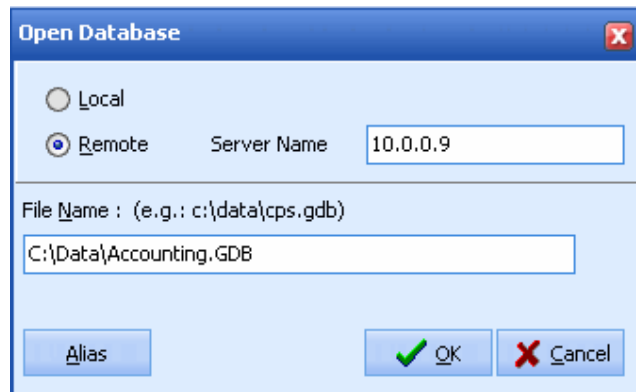 Open Database
Local
Remote Server Name 10.0.0.9
File Name : (e.g.: c:\data\cps.gdb)
C:\Data\Accounting.GDB
Alias OK Cancel